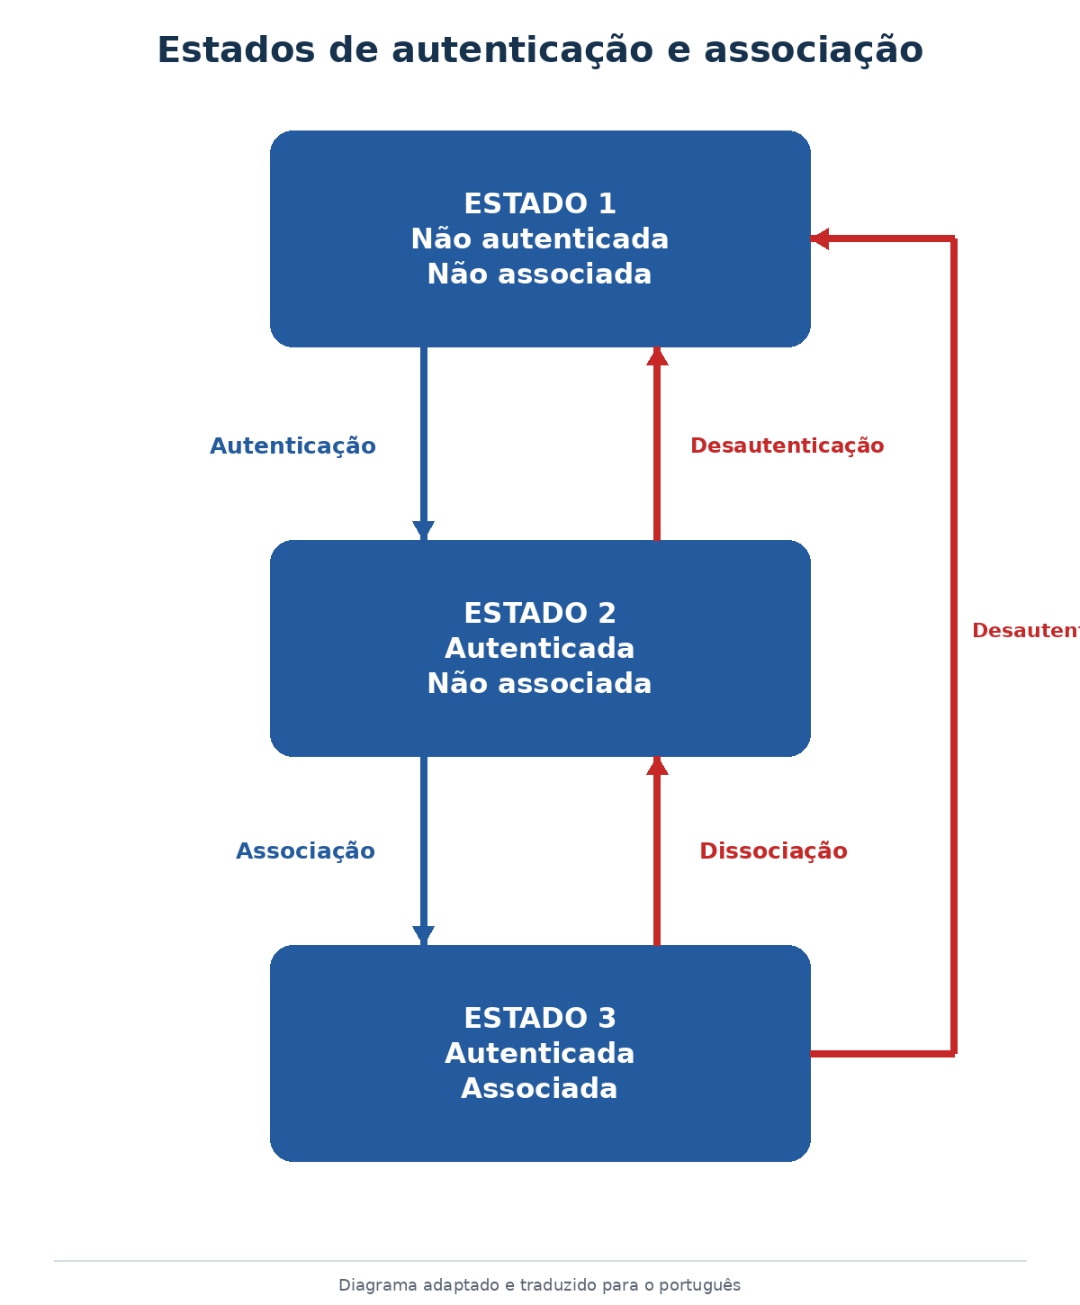 Estados de autenticação e associação
ESTADO 1
Não autenticada
Não associada
Autenticação
Desautenticação
ESTADO 2
Autenticada
Não associada
Desauten
Associação
Dissociação
ESTADO 3
Autenticada
Associada
Diagrama adaptado e traduzido para o português